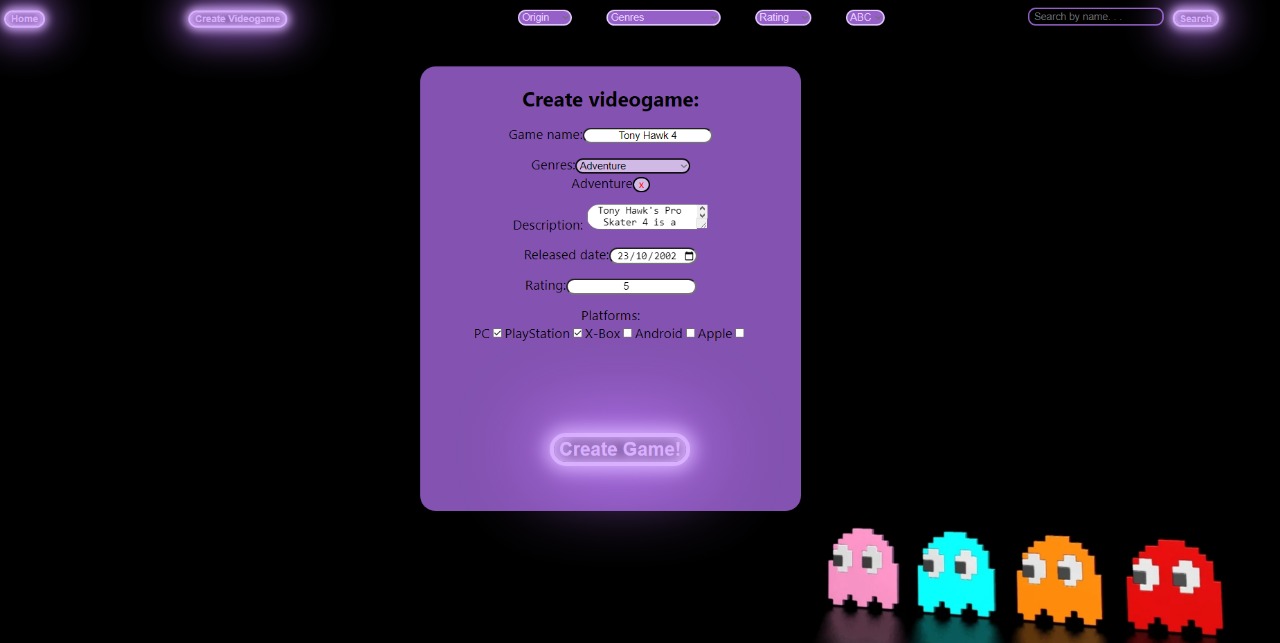 Home Create Videogame Origin Genres Rating ABC Search by name. . . Search
Create videogame:
Game name: Tony Hawk 4
Genres: Adventure
Adventure x
Description: Tony Hawk's Pro
Skater 4 is a
Released date: 23/10/2002
Rating: 5
Platforms:
PC PlayStation X-Box Android Apple
Create Game!